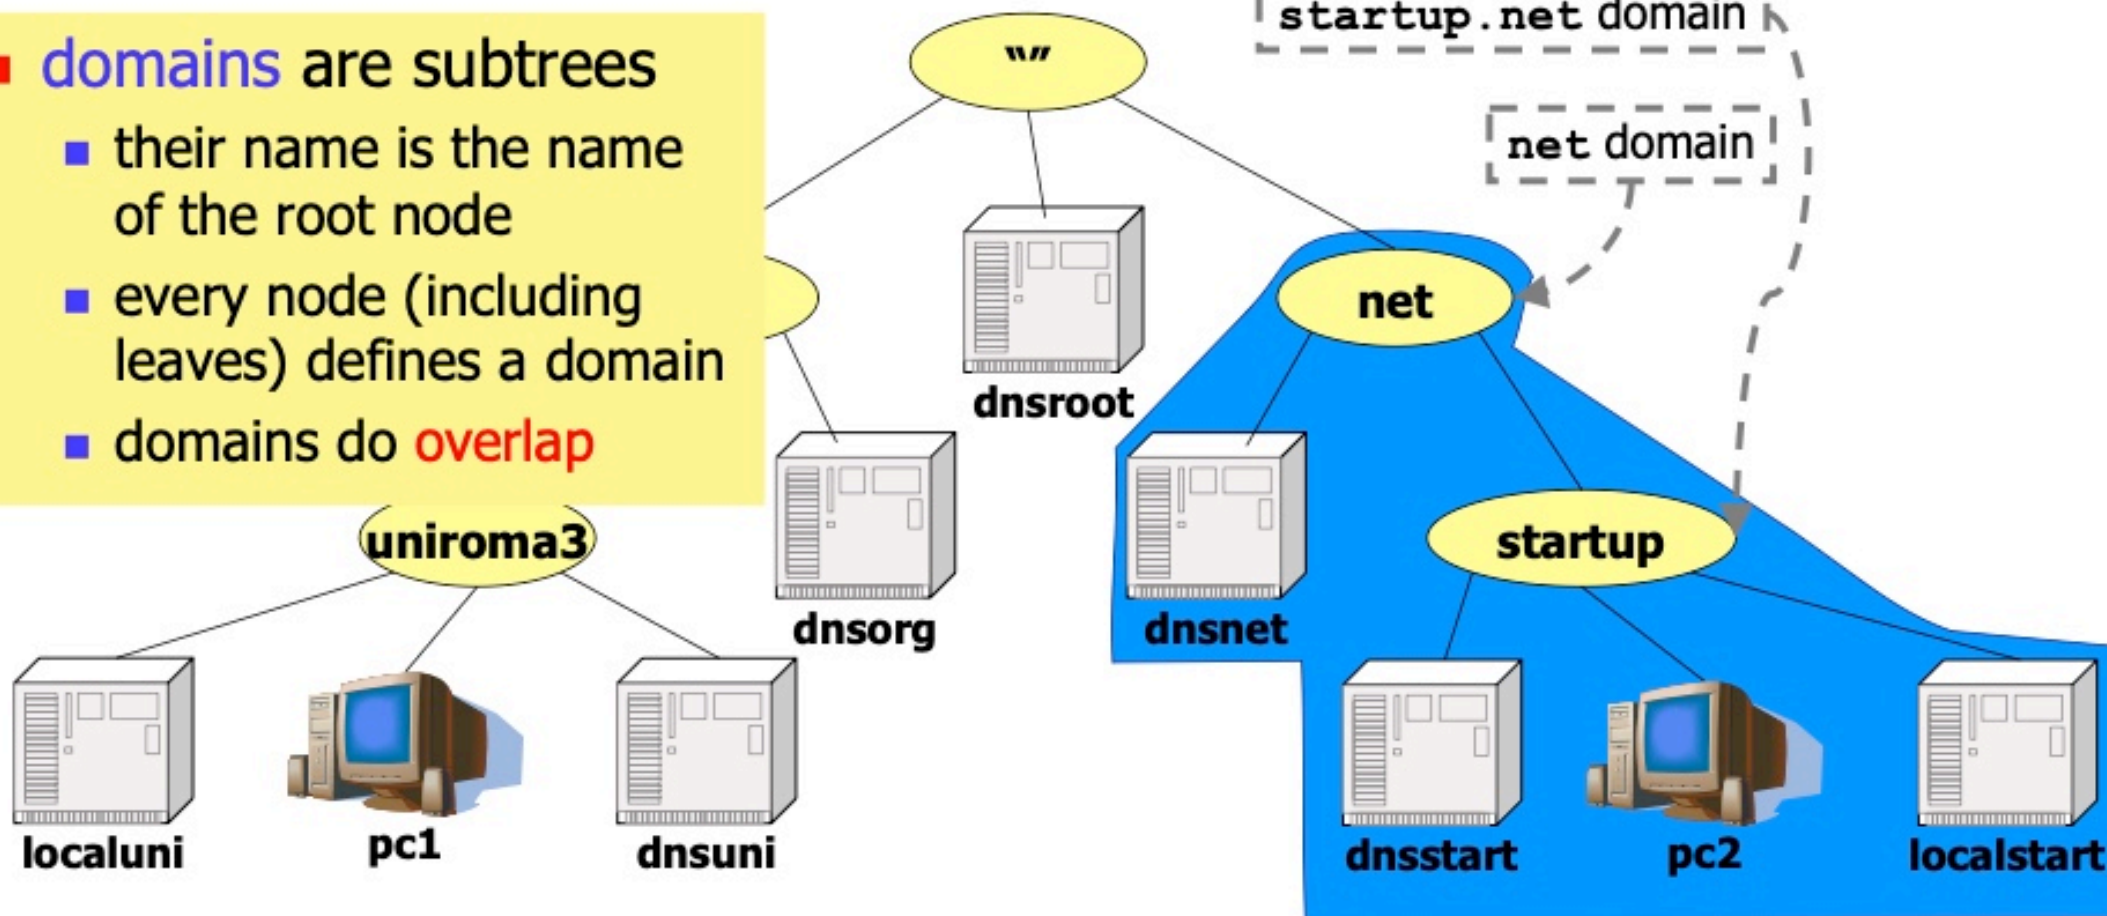 domains are subtrees
their name is the name
of the root node
every node (including
leaves) defines a domain
domains do overlap
""
startup.net domain
net domain
net
dnsroot
uniroma3
dnsorg
dnsnet
startup
localuni
pc1
dnsuni
dnsstart
pc2
localstart